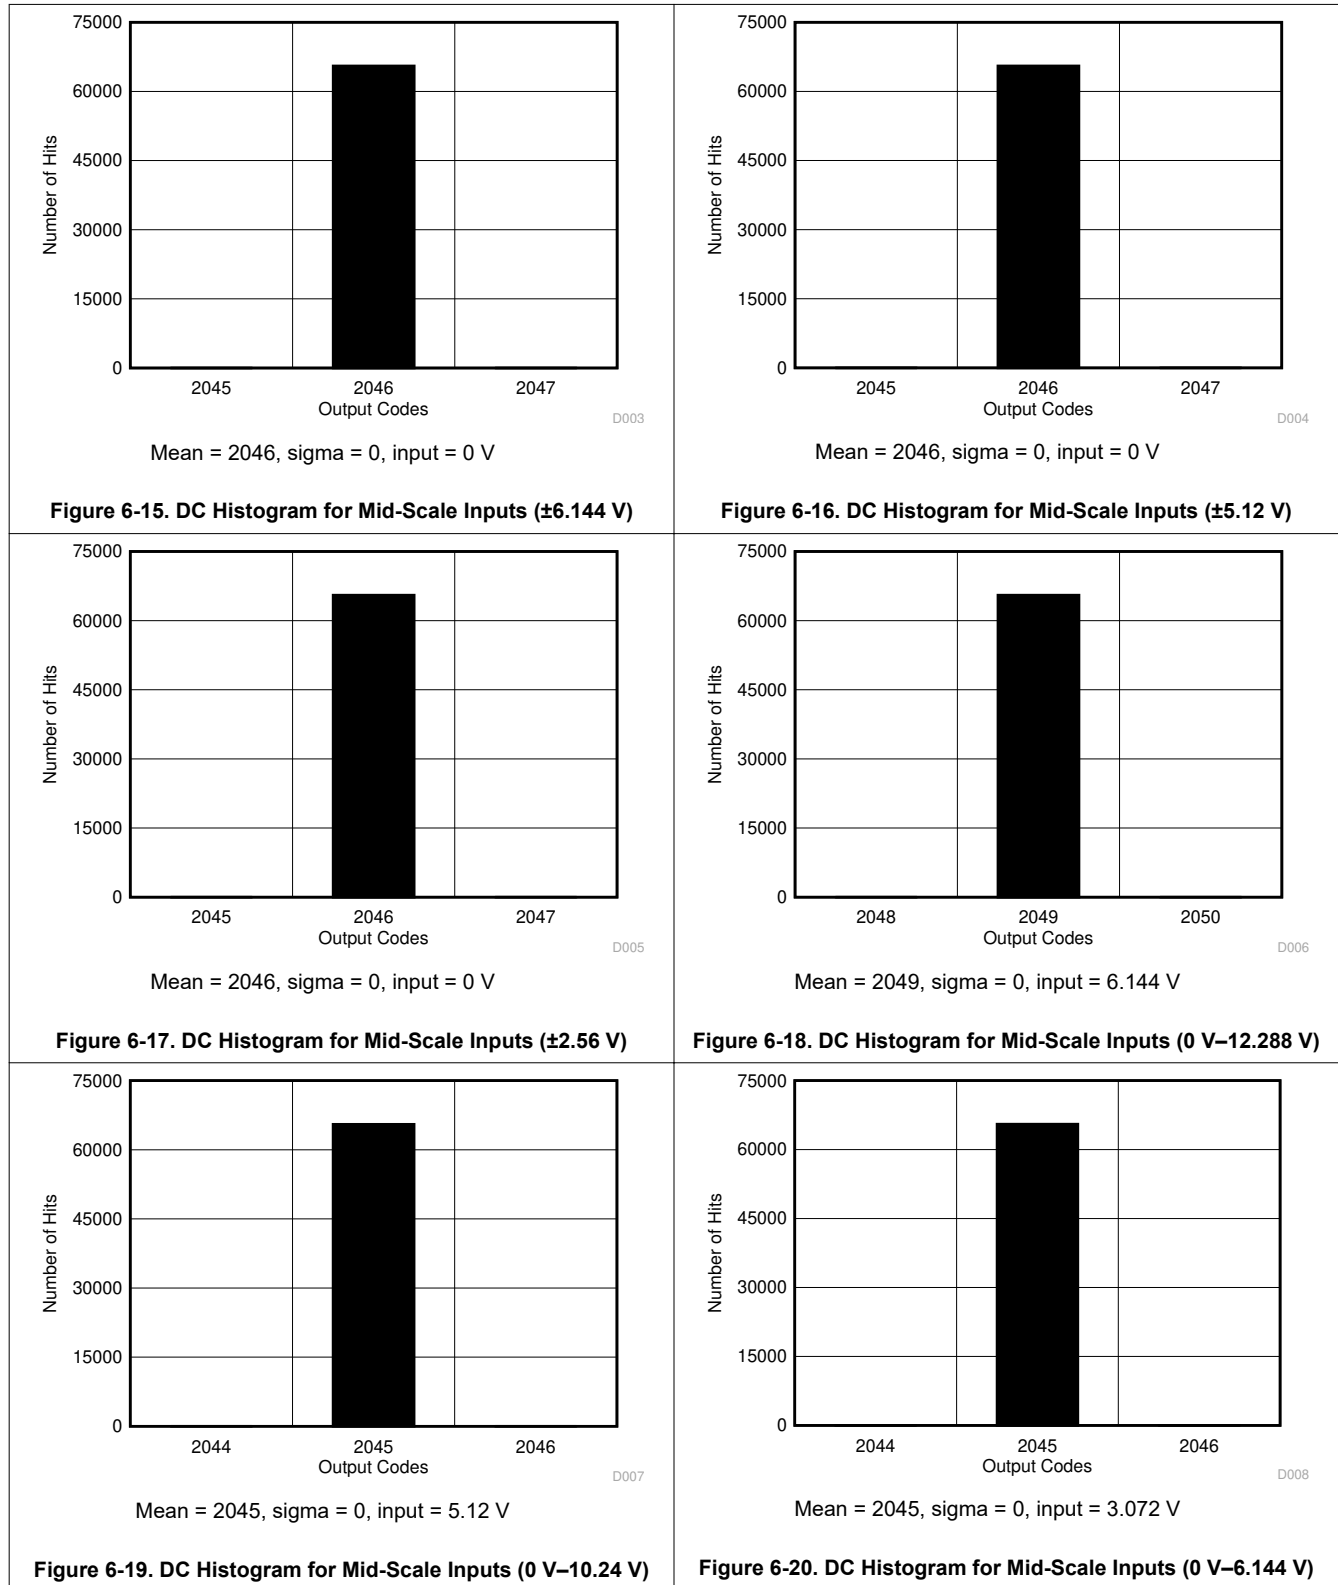 75000
60000
45000
30000
15000
0
Number of Hits
2045 2046 2047
Output Codes
D003
Mean = 2046, sigma = 0, input = 0 V
Figure 6-15. DC Histogram for Mid-Scale Inputs (±6.144 V)
75000
60000
45000
30000
15000
0
Number of Hits
2045 2046 2047
Output Codes
D004
Mean = 2046, sigma = 0, input = 0 V
Figure 6-16. DC Histogram for Mid-Scale Inputs (±5.12 V)
75000
60000
45000
30000
15000
0
Number of Hits
2045 2046 2047
Output Codes
D005
Mean = 2046, sigma = 0, input = 0 V
Figure 6-17. DC Histogram for Mid-Scale Inputs (±2.56 V)
75000
60000
45000
30000
15000
0
Number of Hits
2048 2049 2050
Output Codes
D006
Mean = 2049, sigma = 0, input = 6.144 V
Figure 6-18. DC Histogram for Mid-Scale Inputs (0 V–12.288 V)
75000
60000
45000
30000
15000
0
Number of Hits
2044 2045 2046
Output Codes
D007
Mean = 2045, sigma = 0, input = 5.12 V
Figure 6-19. DC Histogram for Mid-Scale Inputs (0 V–10.24 V)
75000
60000
45000
30000
15000
0
Number of Hits
2044 2045 2046
Output Codes
D008
Mean = 2045, sigma = 0, input = 3.072 V
Figure 6-20. DC Histogram for Mid-Scale Inputs (0 V–6.144 V)